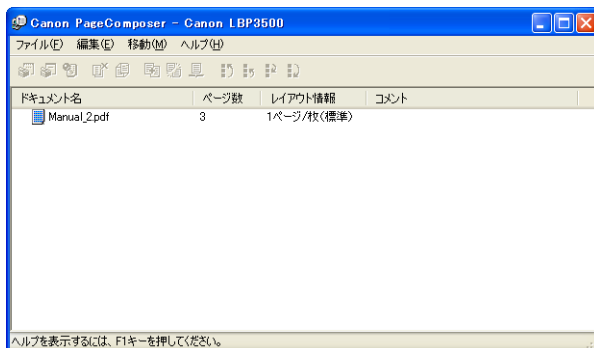 Canon PageComposer - Canon LBP3500
ファイル(F) 編集(E) 移動(M) ヘルプ(H)
ドキュメント名 ページ数 レイアウト情報 コメント
Manual_2.pdf 3 1ページ/枚(標準)
ヘルプを表示するには、F1キーを押してください。